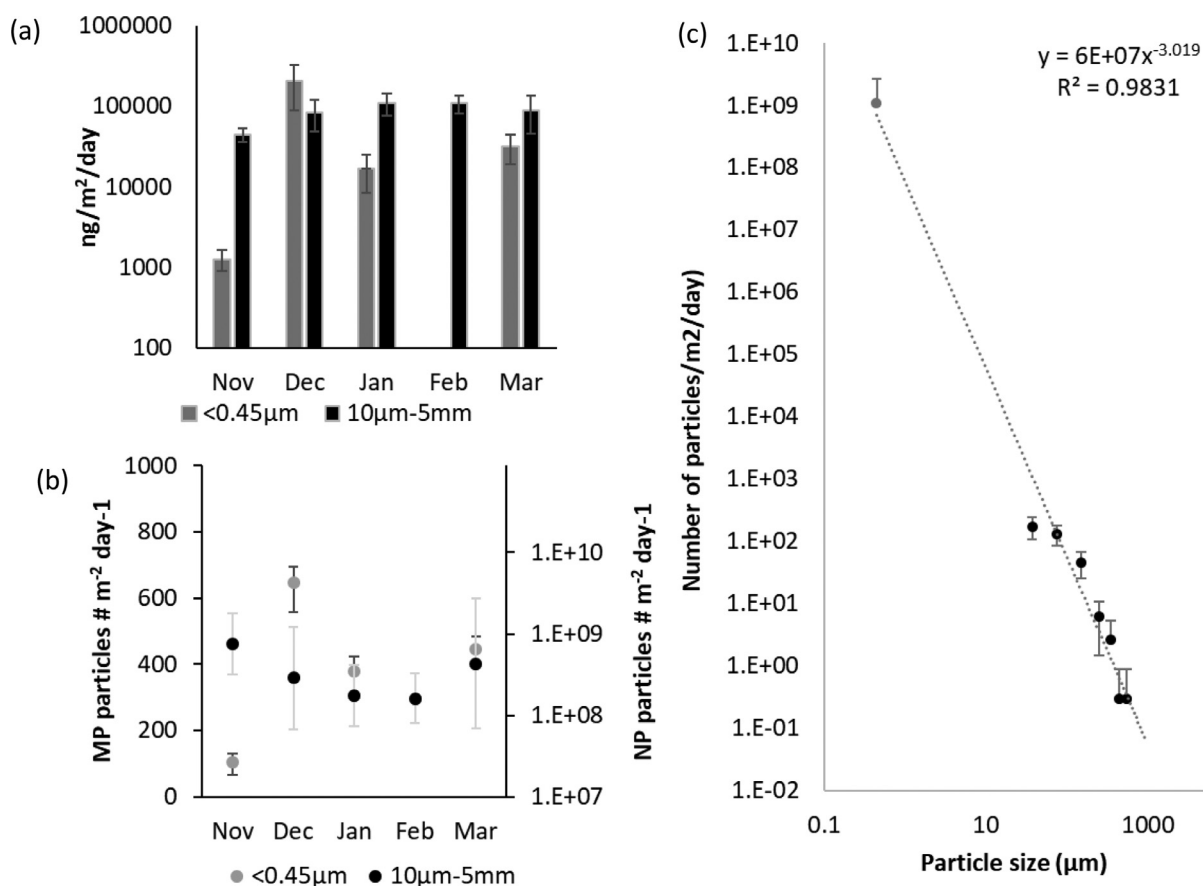 (a)
ng/m²/day
1000000
100000
10000
1000
100
Nov Dec Jan Feb Mar
<0.45µm 10µm-5mm
(b)
MP particles # m⁻² day-1
1000
800
600
400
200
0
NP particles # m⁻² day-1
1.E+10
1.E+09
1.E+08
1.E+07
Nov Dec Jan Feb Mar
<0.45µm 10µm-5mm
(c)
y = 6E+07x⁻³·⁰¹⁹
R² = 0.9831
Number of particles/m2/day)
1.E+10
1.E+09
1.E+08
1.E+07
1.E+06
1.E+05
1.E+04
1.E+03
1.E+02
1.E+01
1.E+00
1.E-01
1.E-02
0.1 10 1000
Particle size (µm)